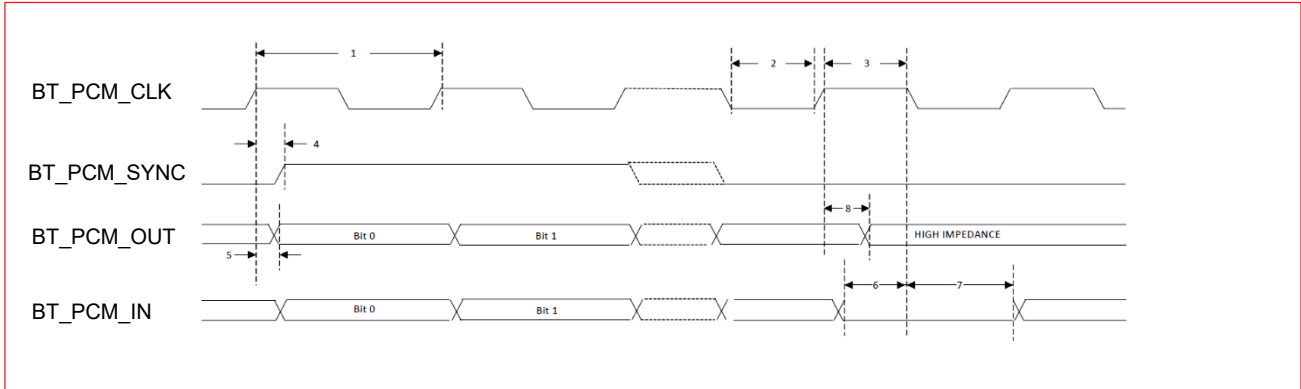 1
2
3
BT_PCM_CLK
4
BT_PCM_SYNC
8
BT_PCM_OUT
Bit 0
Bit 1
HIGH IMPEDANCE
5
6
7
BT_PCM_IN
Bit 0
Bit 1